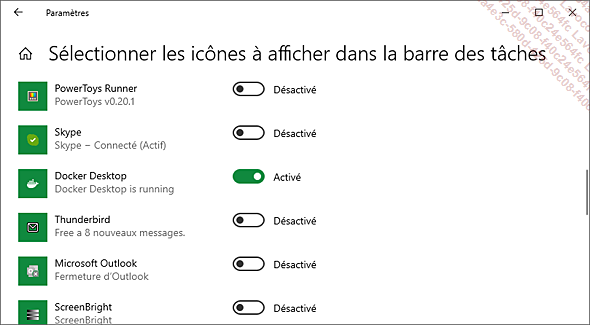 Paramètres
Sélectionner les icônes à afficher dans la barre des tâches
PowerToys Runner
PowerToys v0.20.1
Désactivé
Skype
Skype – Connecté (Actif)
Désactivé
Docker Desktop
Docker Desktop is running
Activé
Thunderbird
Free a 8 nouveaux messages.
Désactivé
Microsoft Outlook
Fermeture d'Outlook
Désactivé
ScreenBright
ScreenBright
Désactivé